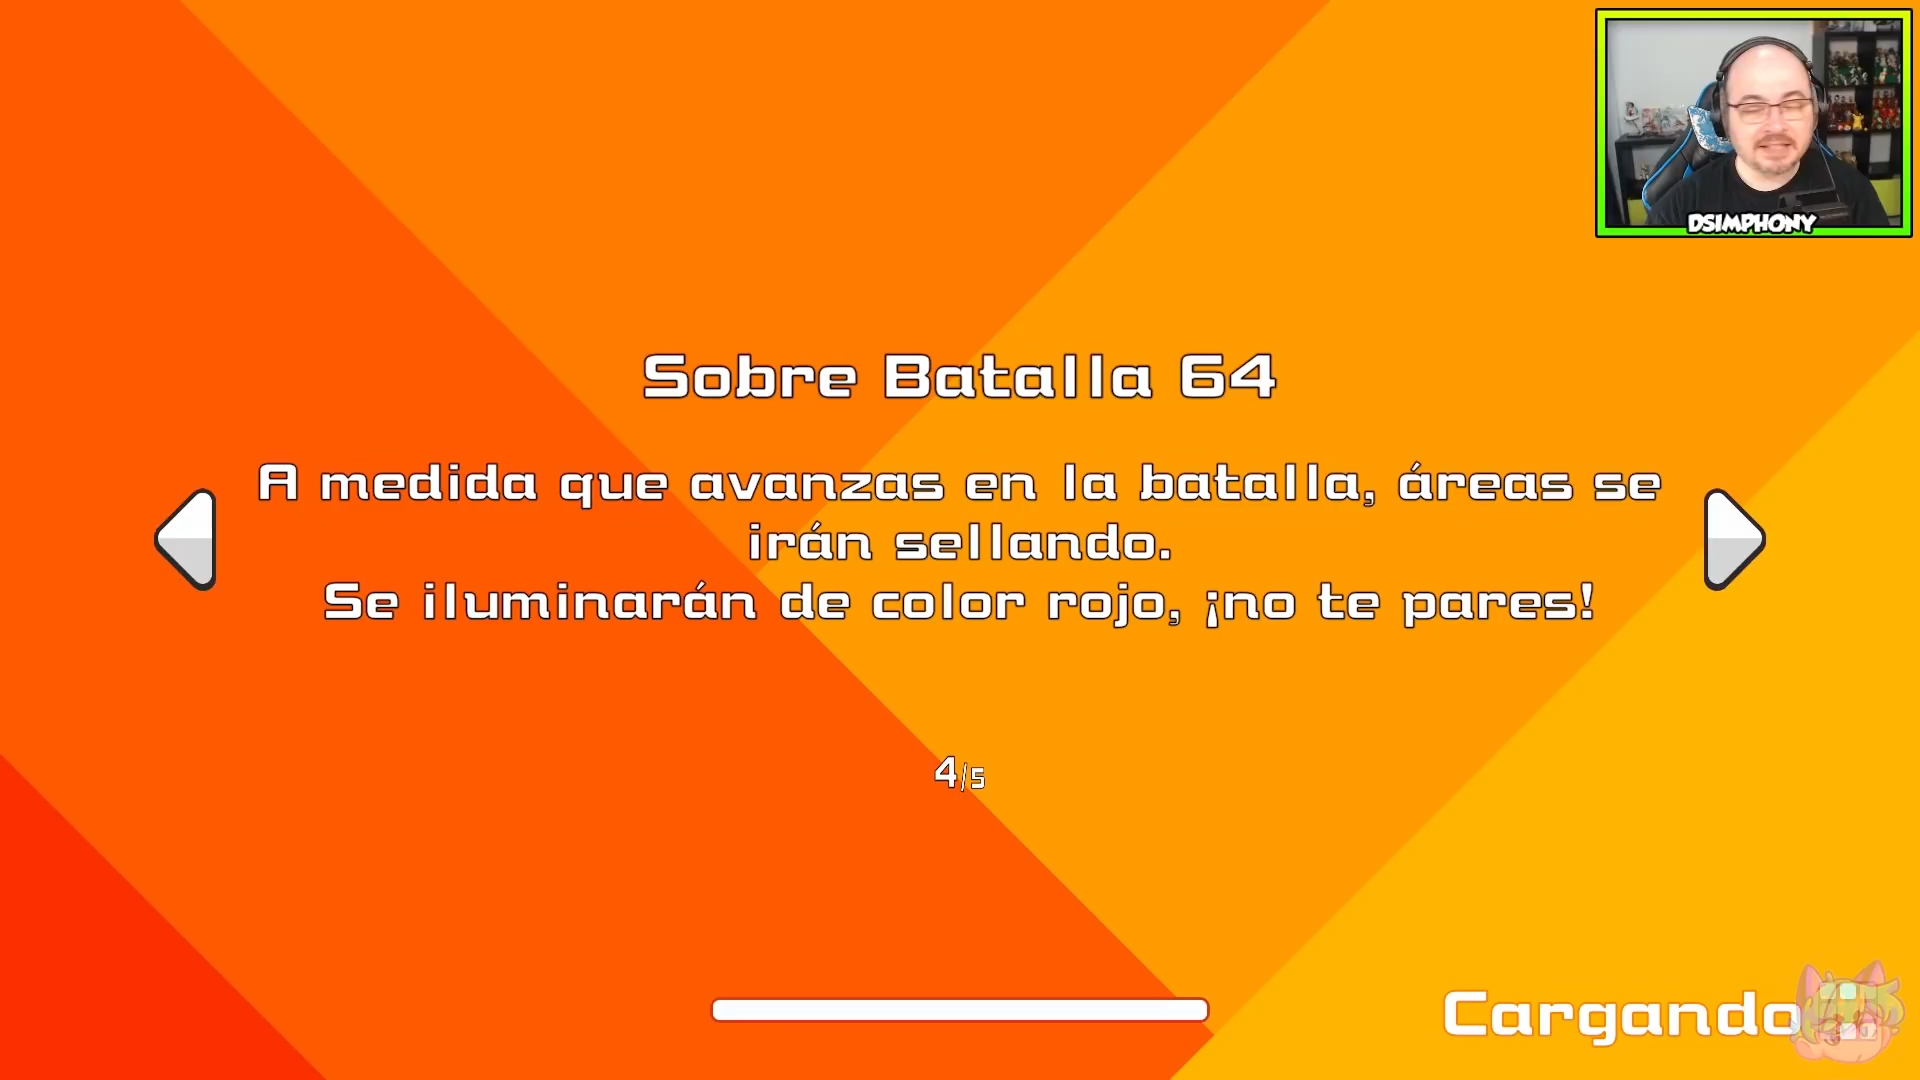 DSIMPHONY
Sobre Batalla 64
A medida que avanzas en la batalla, áreas se
irán sellando.
Se iluminarán de color rojo, ¡no te pares!
4/5
Cargando